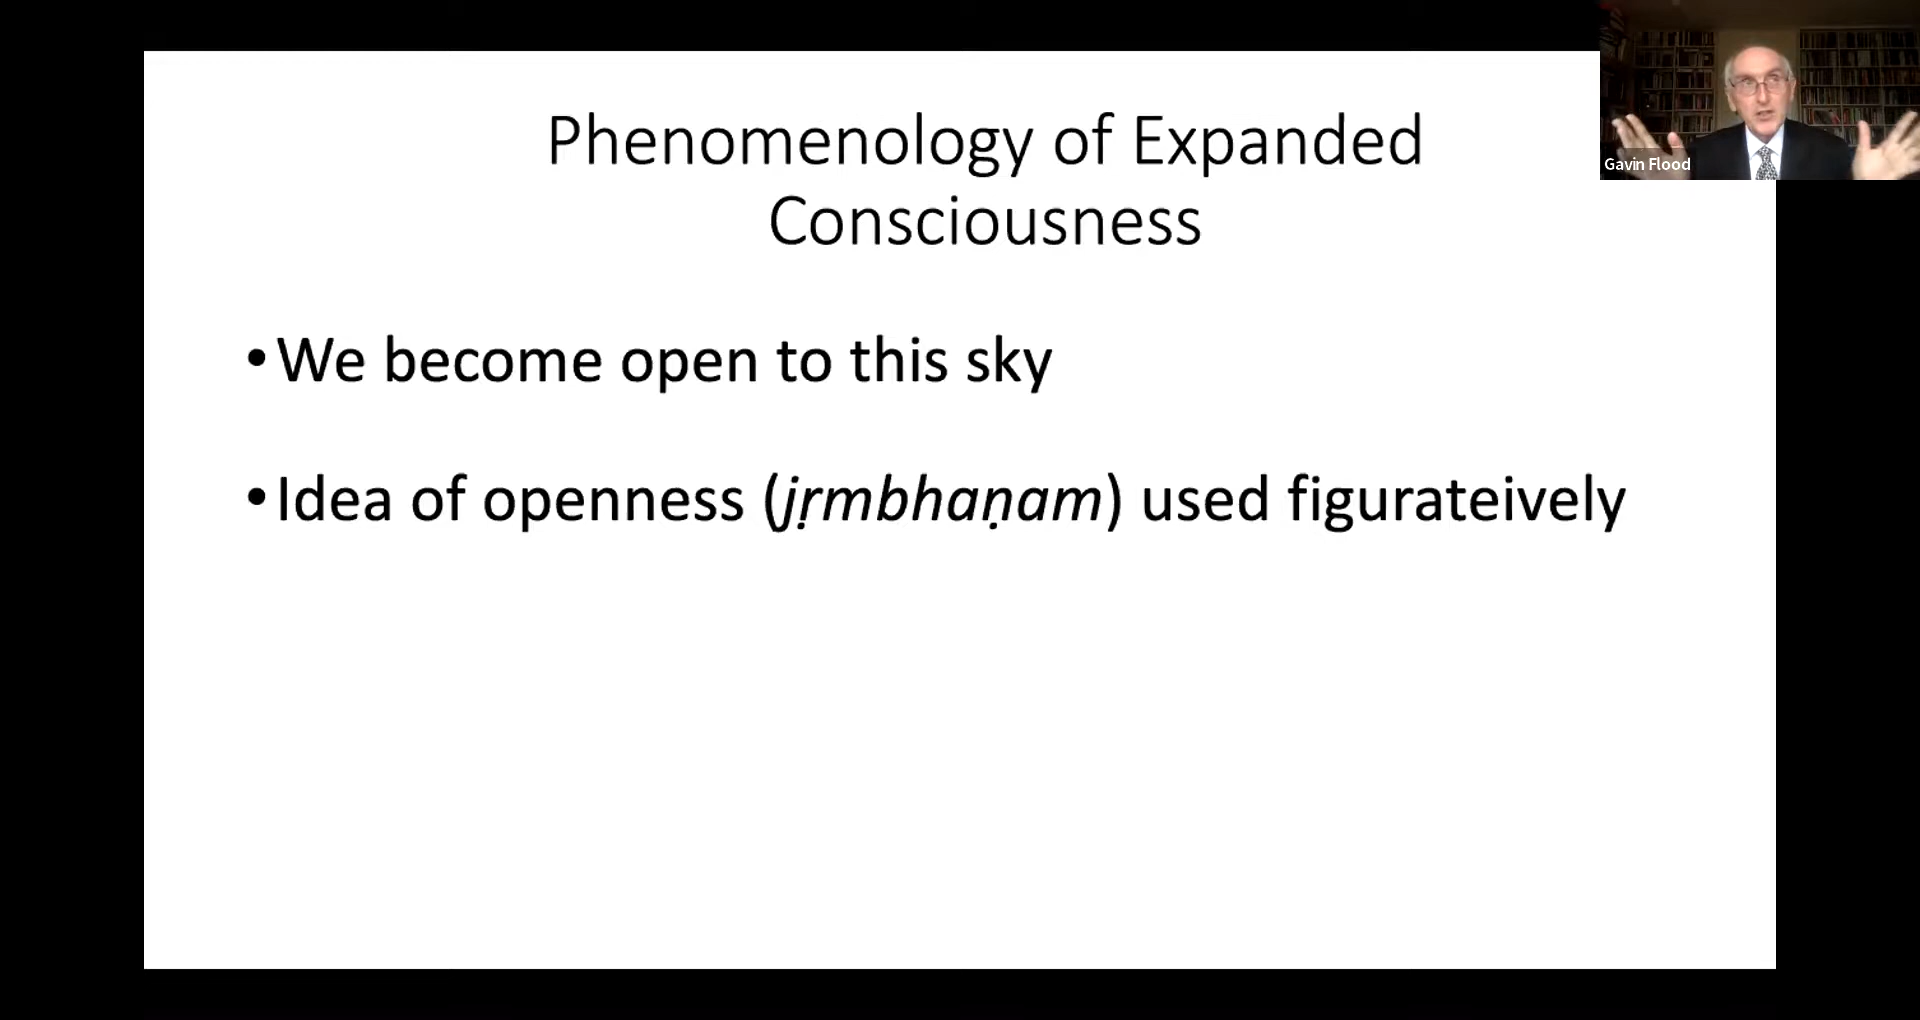 Phenomenology of Expanded
Consciousness
•We become open to this sky
•Idea of openness (jṛmbhaṇam) used figurateively
Gavin Flood